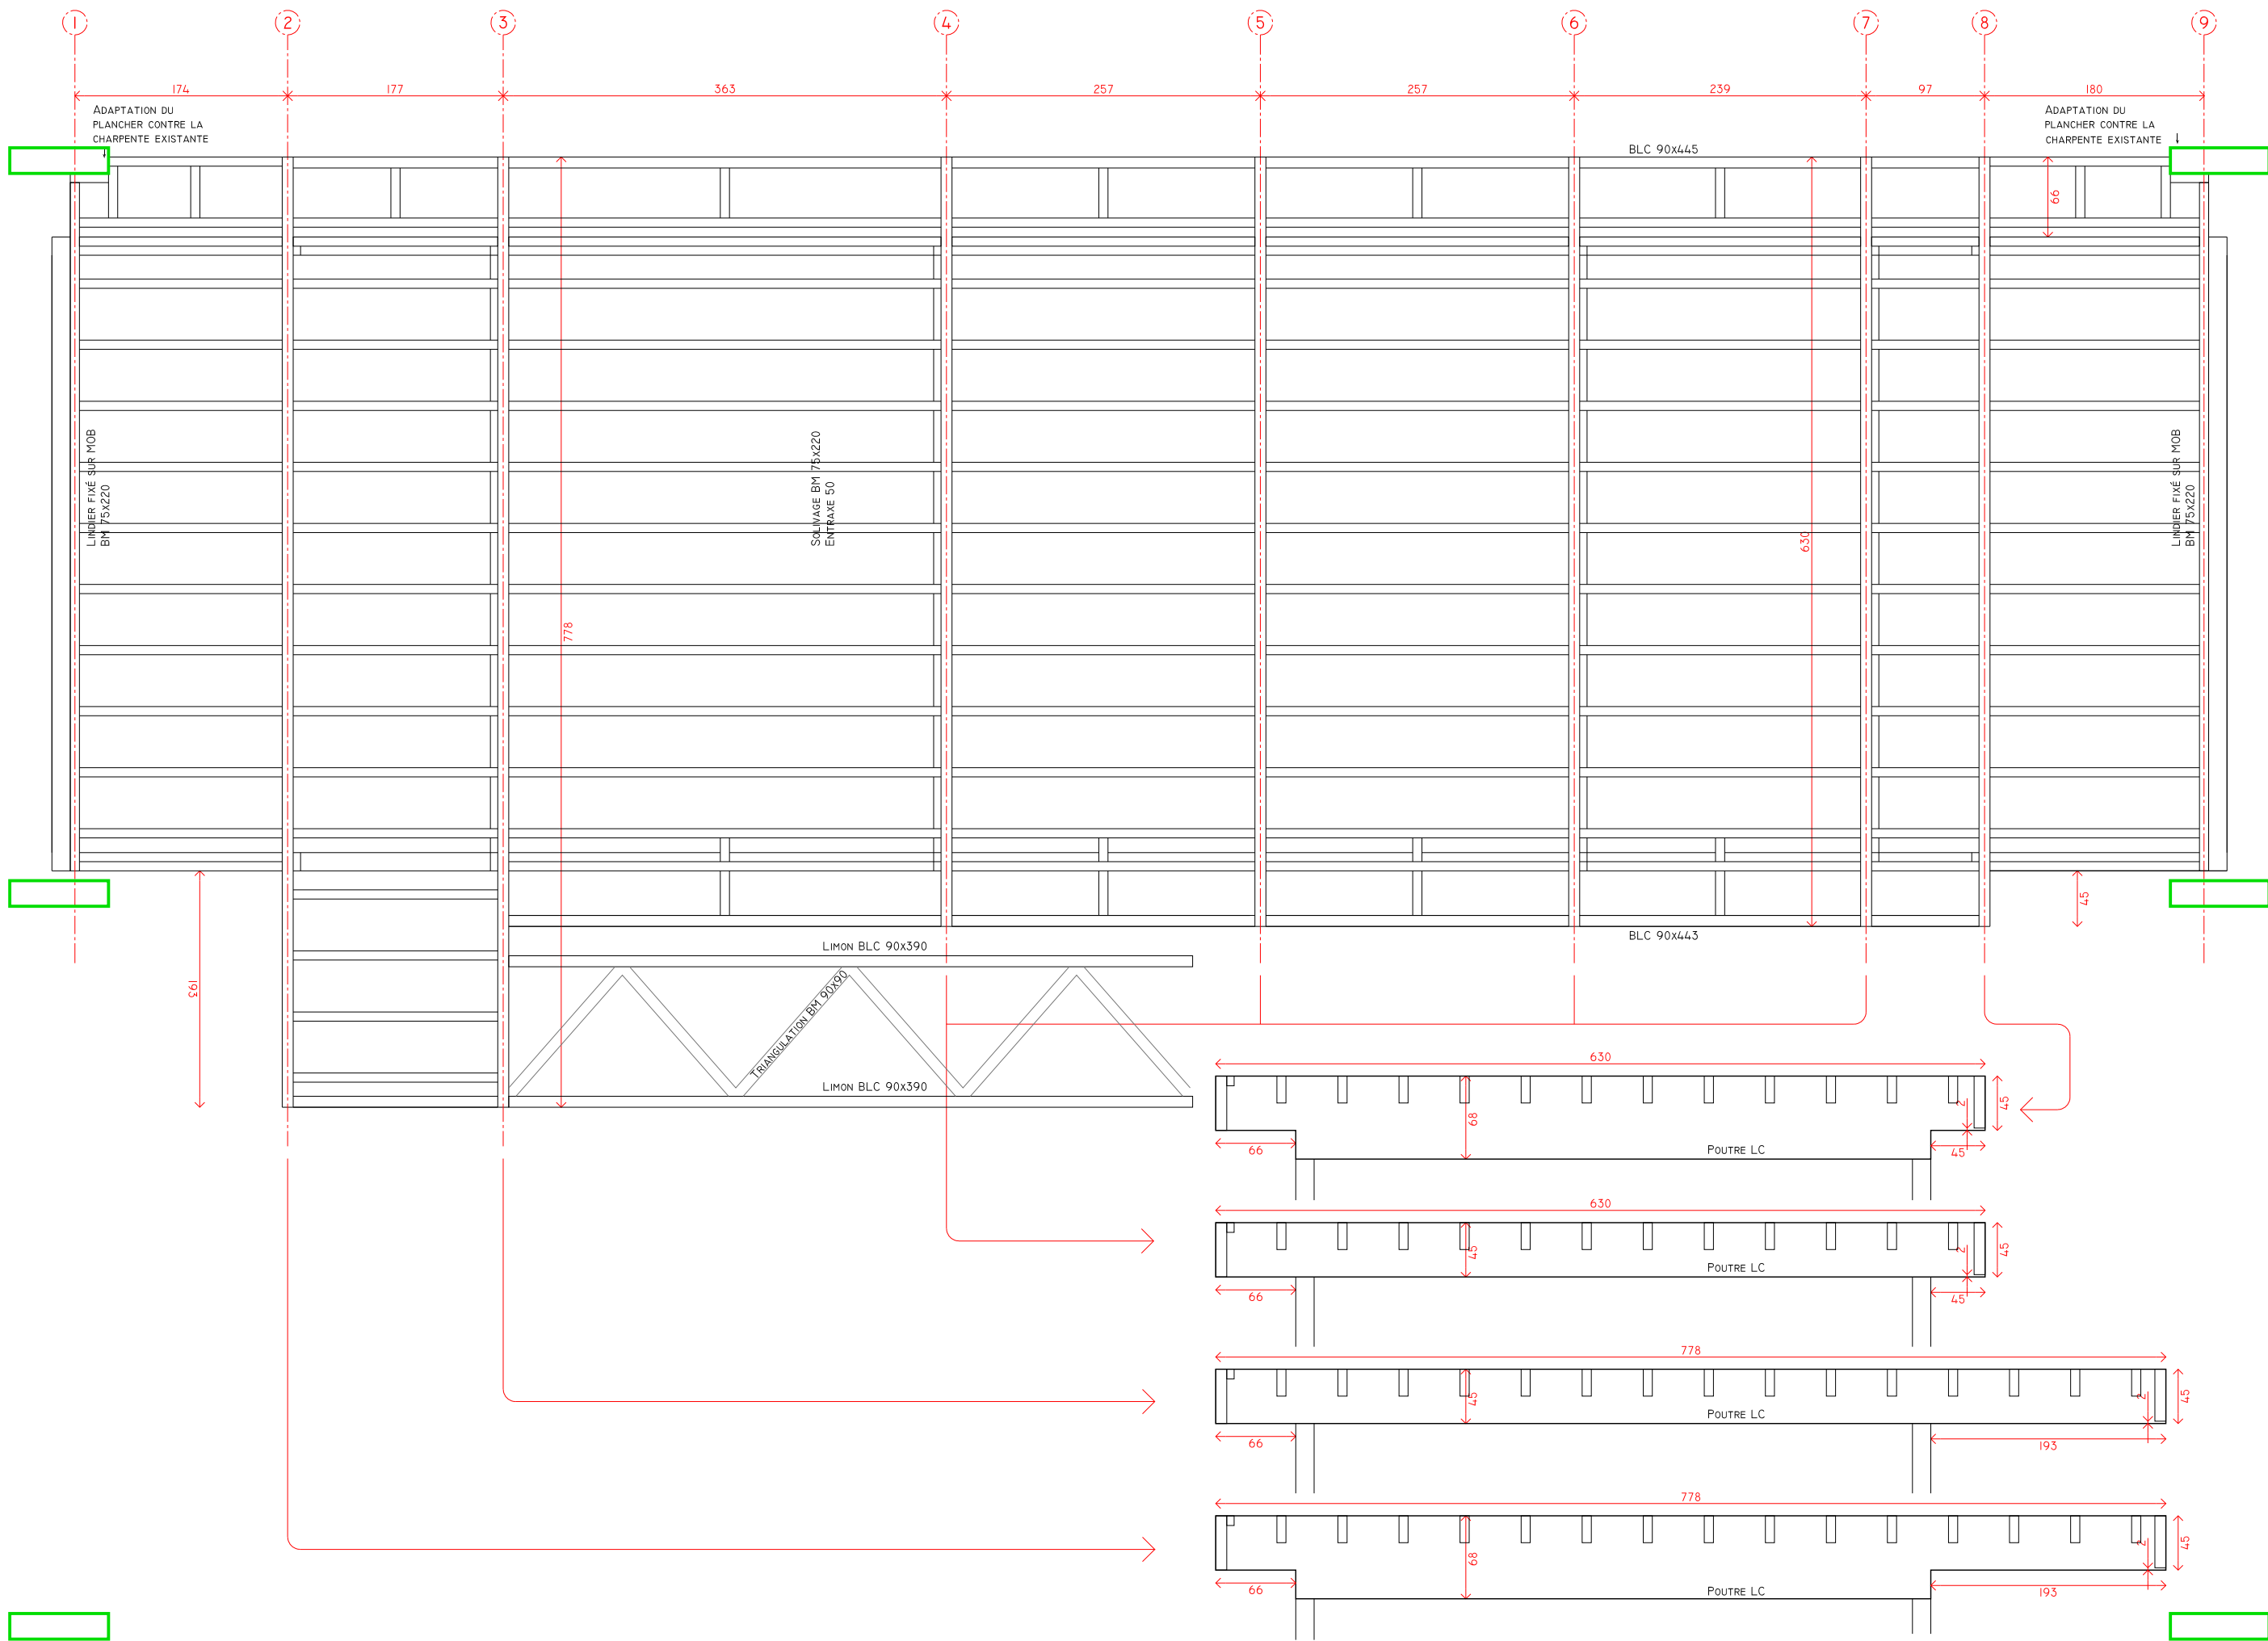 1 2 3 4 5 6 7 8 9
174 177 363 257 257 239 97 180
Adaptation du
plancher contre la
charpente existante
Adaptation du
plancher contre la
charpente existante
BLC 90x445
66
Lindier fixé sur MOB
BM 75x220
Solivage BM 75x220
Entraxe 50
Lindier fixé sur MOB
BM 75x220
630
778
45
BLC 90x443
Limon BLC 90x390
193
Triangulation BM 90x90
Limon BLC 90x390
630
68
2
45
66
Poutre LC
45
630
45
2
45
Poutre LC
66
45
778
45
2
45
Poutre LC
66
193
778
68
2
45
66
Poutre LC
193